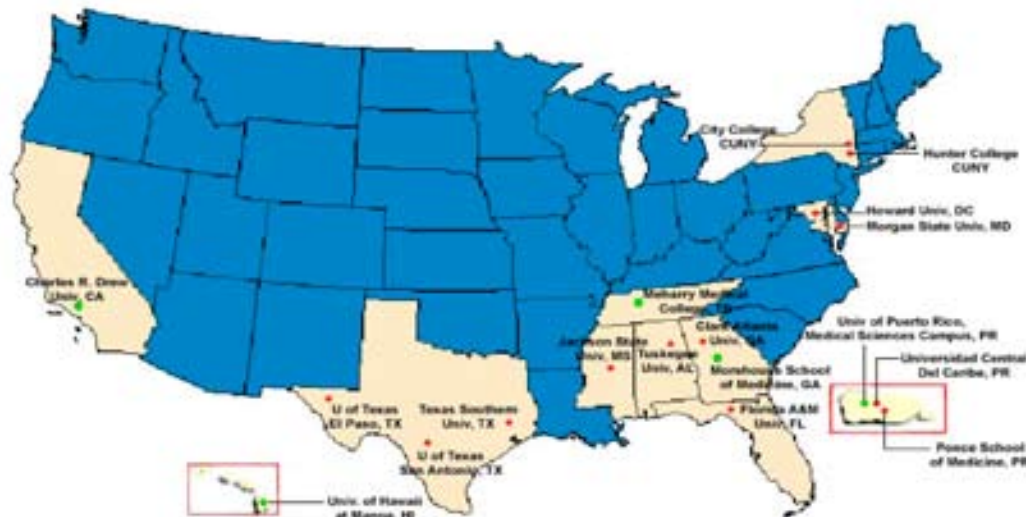 City College
CUNY
Hunter College
CUNY
Howard Univ, DC
Morgan State Univ, MD
Charles R. Drew
Univ, CA
Meharry Medical
College, TN
Clark Atlanta
Univ, GA
Jackson State
Univ, MS
Tuskegee
Univ, AL
Morehouse School
of Medicine, GA
Univ of Puerto Rico,
Medical Sciences Campus, PR
Universidad Central
Del Caribe, PR
U of Texas
El Paso, TX
Texas Southern
Univ, TX
Florida A&M
Univ, FL
U of Texas
San Antonio, TX
Ponce School
of Medicine, PR
Univ. of Hawaii
at Manoa, HI